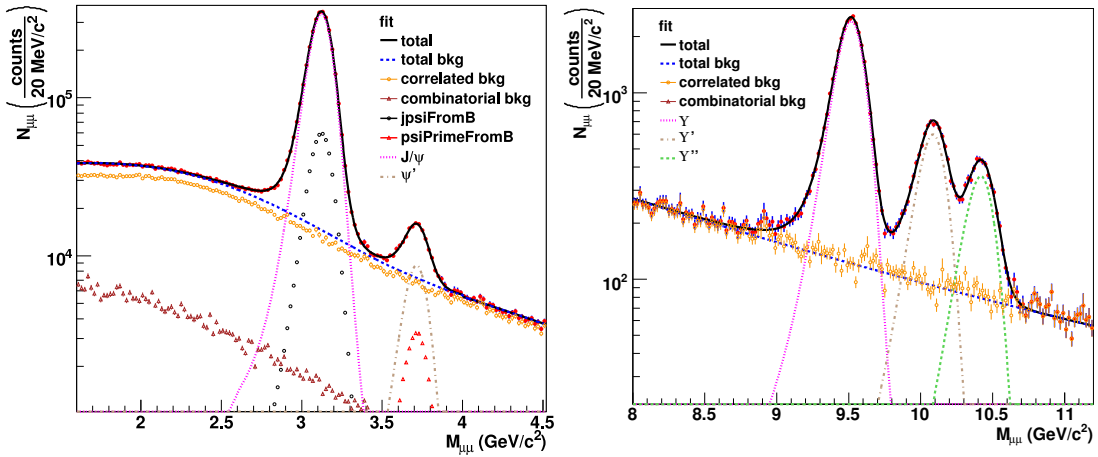 N_μμ (counts / 20 MeV/c²)
10⁵
10⁴
fit
total
total bkg
correlated bkg
combinatorial bkg
jpsiFromB
psiPrimeFromB
J/ψ
ψ'
2
2.5
3
3.5
4
4.5
M_μμ (GeV/c²)
N_μμ (counts / 20 MeV/c²)
10³
10²
fit
total
total bkg
correlated bkg
combinatorial bkg
Υ
Υ'
Υ''
8
8.5
9
9.5
10
10.5
11
M_μμ (GeV/c²)